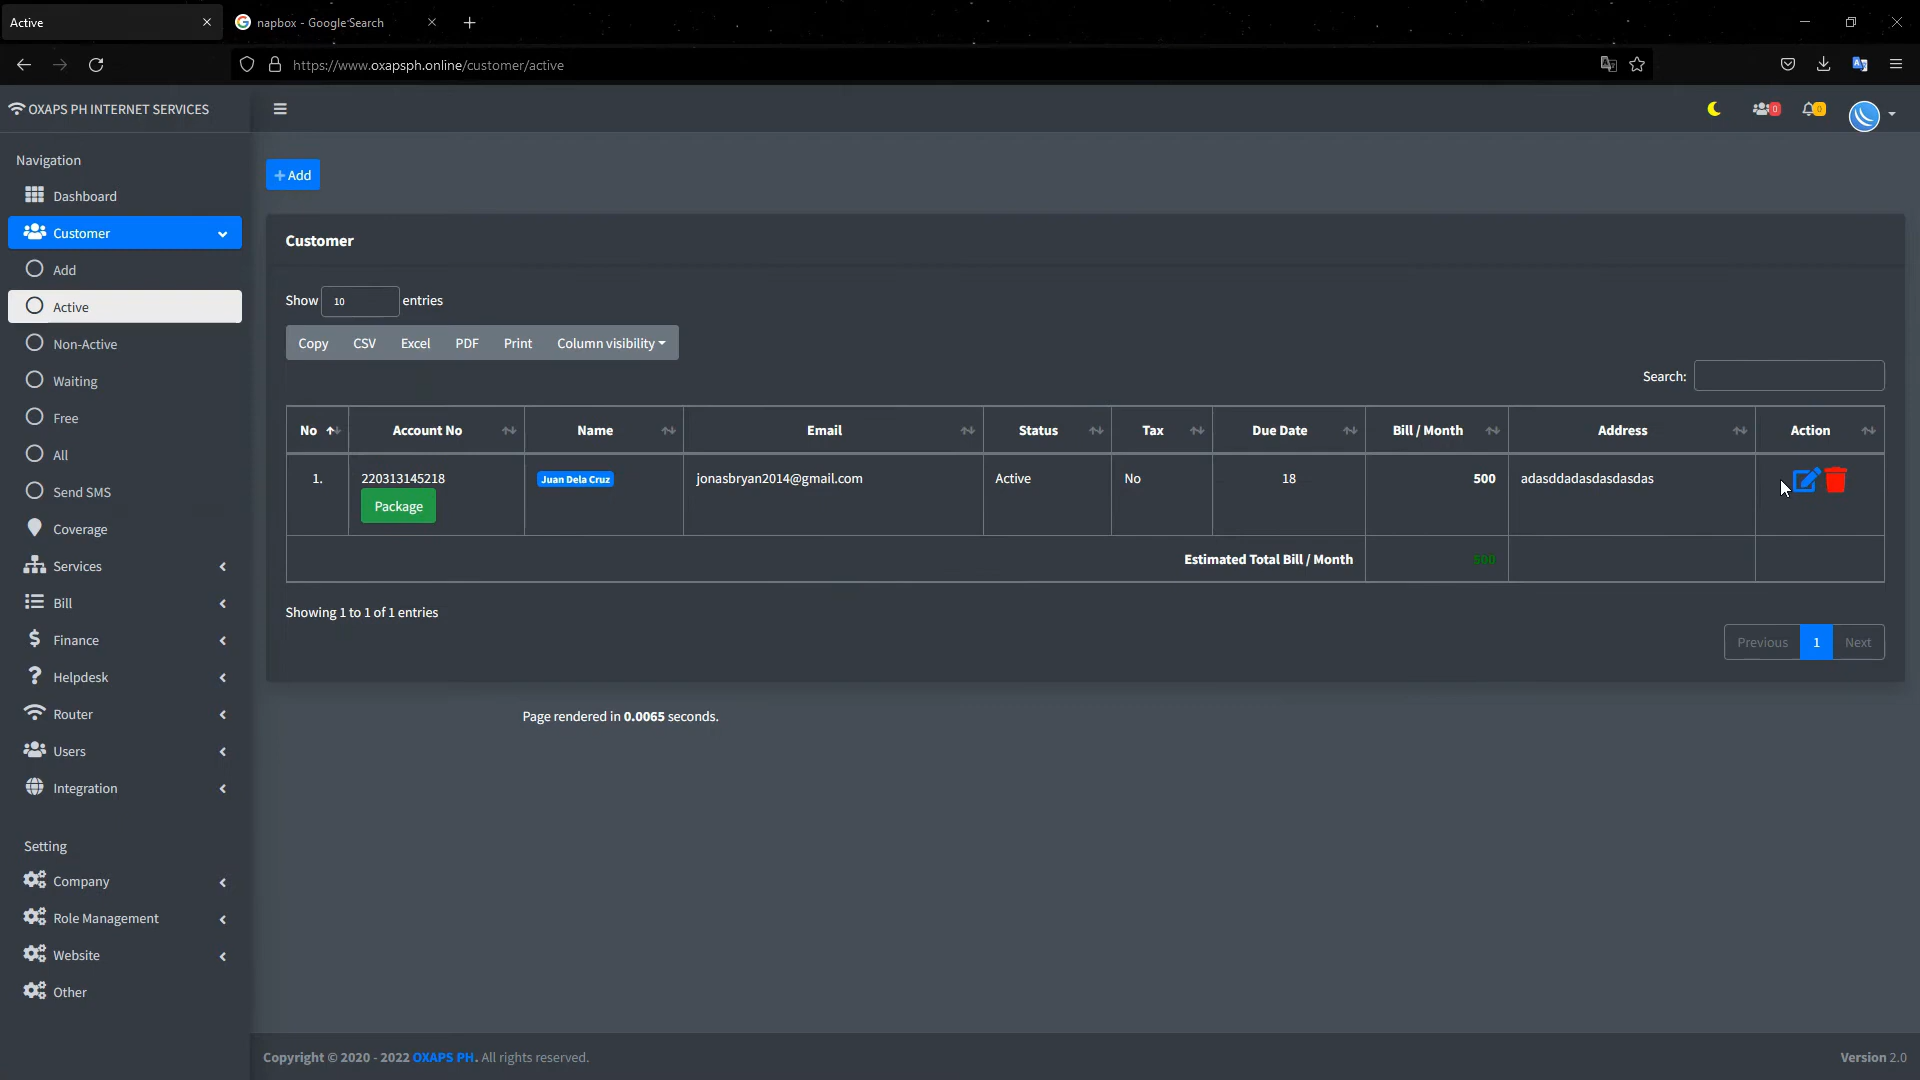 Active
napbox - Google Search
https://www.oxapsph.online/customer/active
OXAPS PH INTERNET SERVICES
0
0
Navigation
Dashboard
Customer
Add
Active
Non-Active
Waiting
Free
All
Send SMS
Coverage
Services
Bill
Finance
Helpdesk
Router
Users
Integration
Setting
Company
Role Management
Website
Other
+ Add
Customer
Show 10 entries
Copy CSV Excel PDF Print Column visibility
Search:
No Account No Name Email Status Tax Due Date Bill / Month Address Action
1. 220313145218 Juan Dela Cruz jonasbryan2014@gmail.com Active No 18 500 adasddadasdasdasdas
Package
Estimated Total Bill / Month 500
Showing 1 to 1 of 1 entries
Previous 1 Next
Page rendered in 0.0065 seconds.
Copyright © 2020 - 2022 OXAPS PH. All rights reserved.
Version 2.0